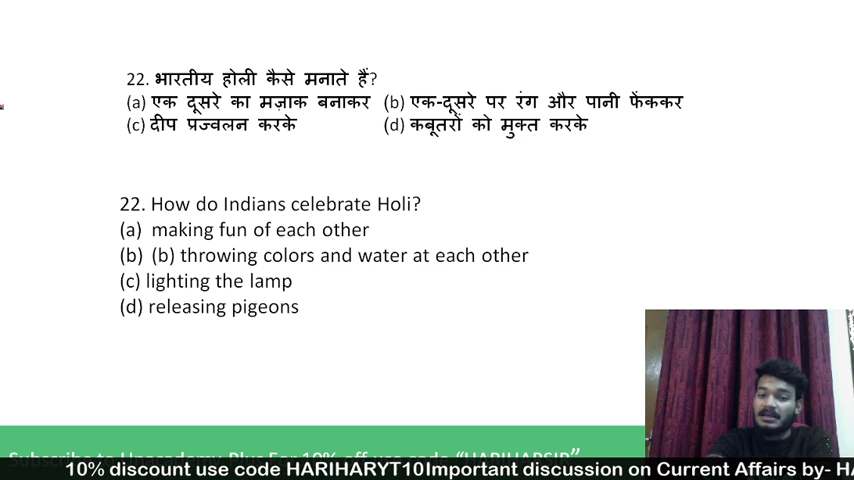 22. भारतीय होली कैसे मनाते हैं?
(a) एक दूसरे का मज़ाक बनाकर (b) एक-दूसरे पर रंग और पानी फेंककर
(c) दीप प्रज्वलन करके (d) कबूतरों को मुक्त करके
22. How do Indians celebrate Holi?
(a) making fun of each other
(b) (b) throwing colors and water at each other
(c) lighting the lamp
(d) releasing pigeons
10% discount use code HARIHARYT10Important discussion on Current Affairs by-